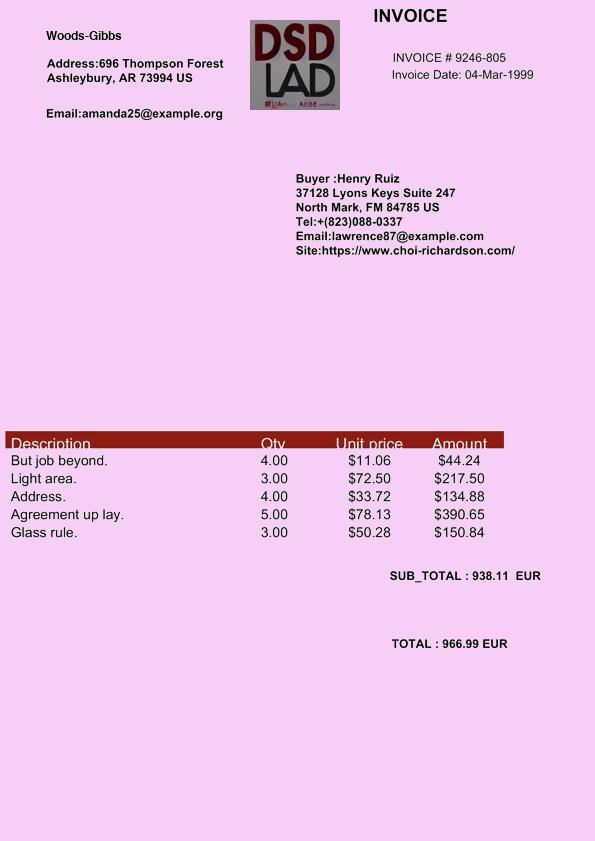 INVOICE
Woods-Gibbs
DSD
LAD
INVOICE # 9246-805
Address:696 Thompson Forest
Invoice Date: 04-Mar-1999
Ashleybury, AR 73994 US
Email:amanda25@example.org
Buyer :Henry Ruiz
37128 Lyons Keys Suite 247
North Mark, FM 84785 US
Tel:+(823)088-0337
Email:lawrence87@example.com
Site:https://www.choi-richardson.com/
Description Qty Unit price Amount
But job beyond. 4.00 $11.06 $44.24
Light area. 3.00 $72.50 $217.50
Address. 4.00 $33.72 $134.88
Agreement up lay. 5.00 $78.13 $390.65
Glass rule. 3.00 $50.28 $150.84
SUB_TOTAL : 938.11 EUR
TOTAL : 966.99 EUR